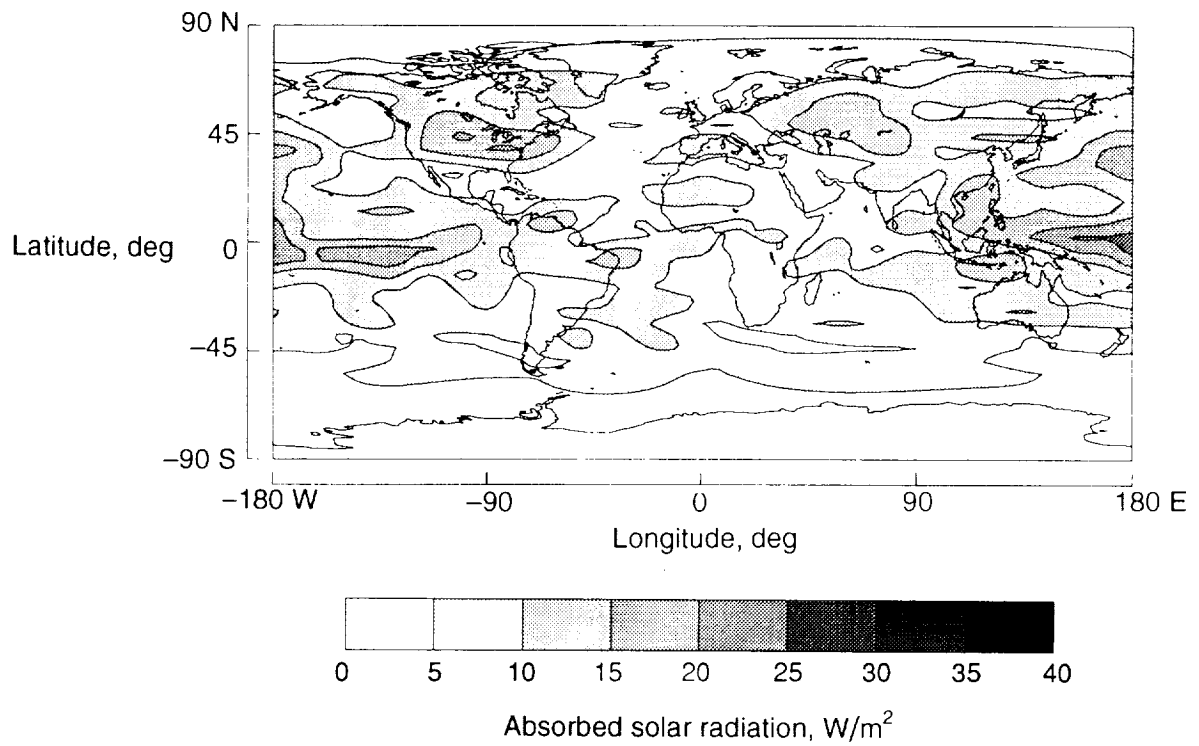 90 N
45
Latitude, deg 0
−45
−90 S
−180 W −90 0 90 180 E
Longitude, deg
0 5 10 15 20 25 30 35 40
Absorbed solar radiation, W/m²